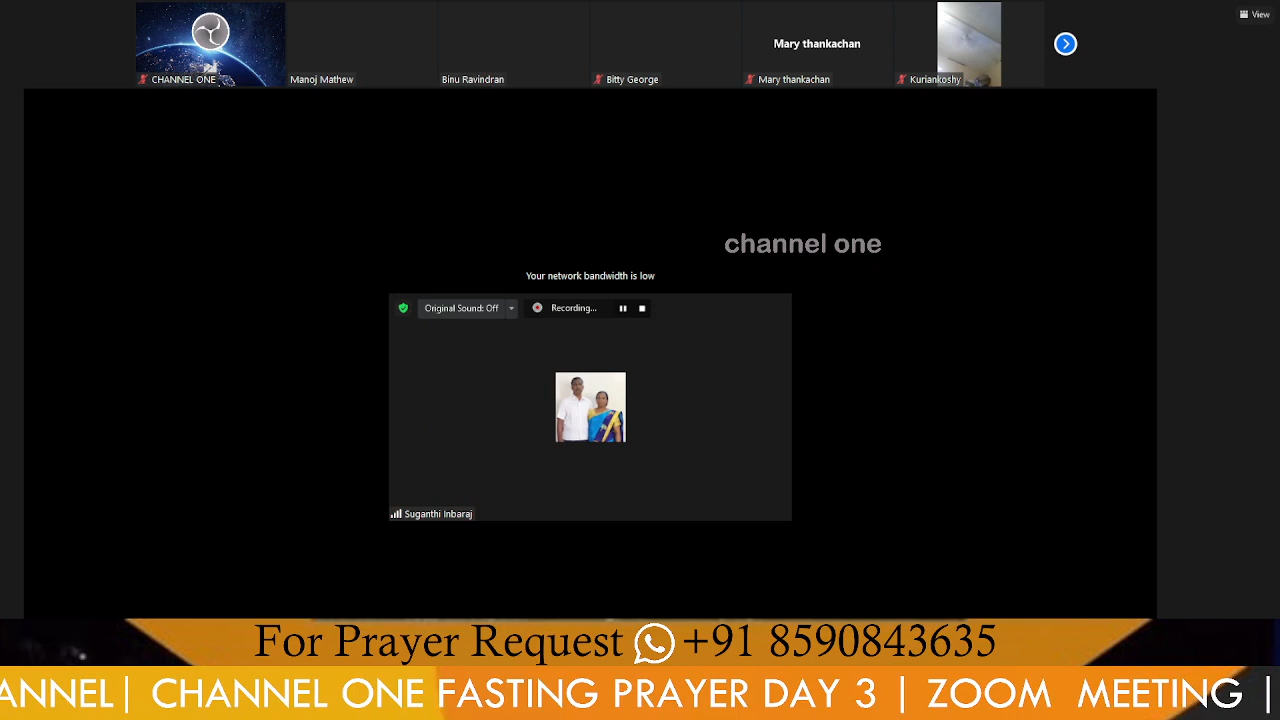 View
Mary thankachan
CHANNEL ONE
Manoj Mathew
Binu Ravindran
Bitty George
Mary thankachan
Kuriankoshy
channel one
Your network bandwidth is low
Original Sound: Off
Recording...
Suganthi Inbaraj
For Prayer Request +91 8590843635
ANNEL| CHANNEL ONE FASTING PRAYER DAY 3 | ZOOM MEETING |